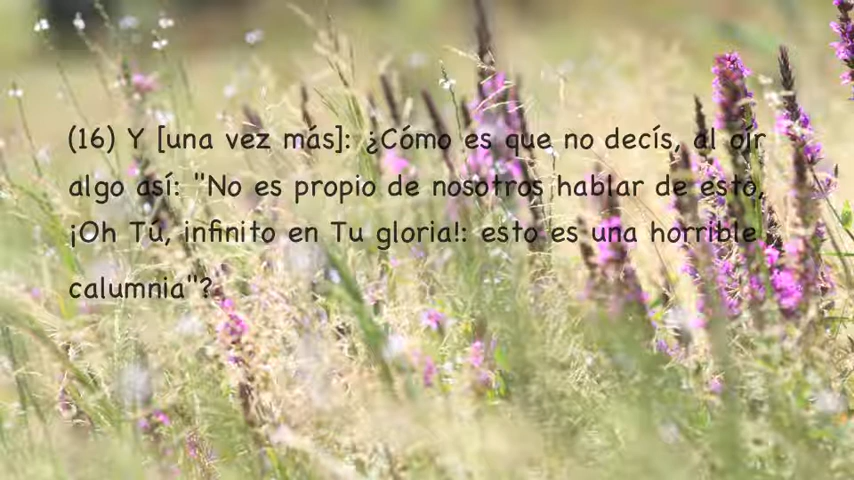 (16) Y [una vez más]: ¿Cómo es que no decís, al oír
algo así: "No es propio de nosotros hablar de esto,
¡Oh Tú, infinito en Tu gloria!: esto es una horrible
calumnia"?